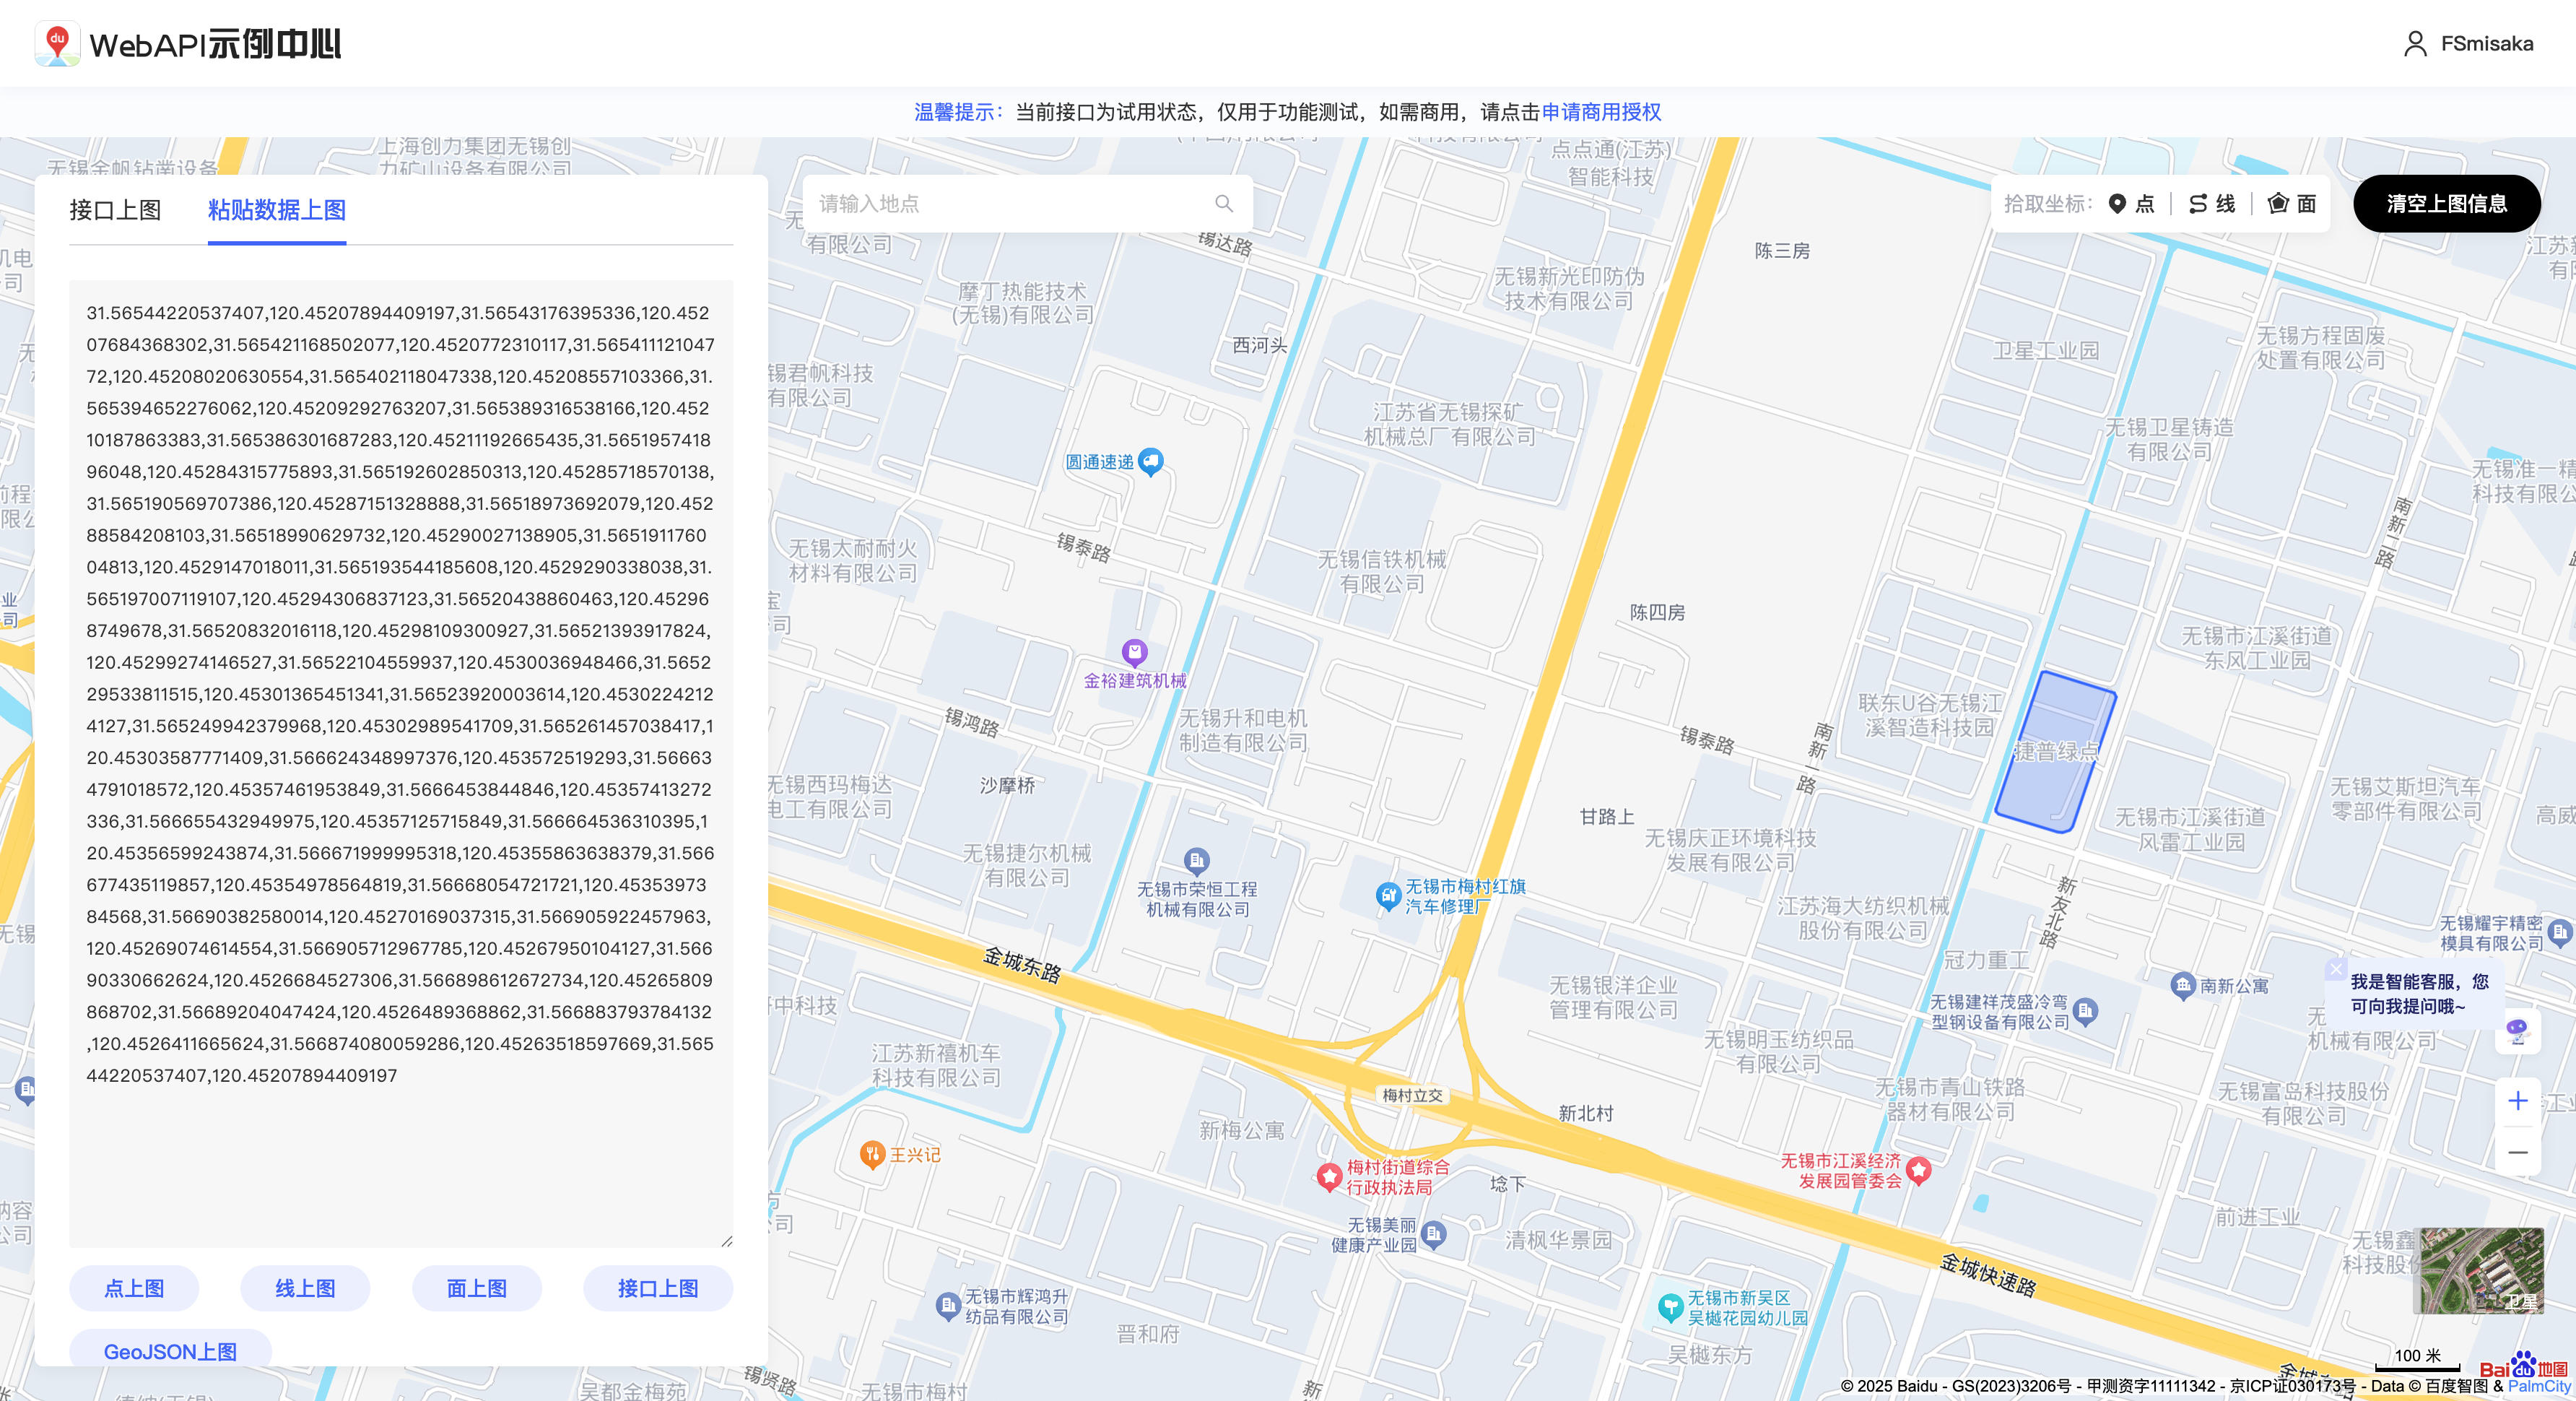 du WebAPI示例中心
FSmisaka
温馨提示：当前接口为试用状态，仅用于功能测试，如需商用，请点击申请商用授权
接口上图
粘贴数据上图
31.56544220537407,120.45207894409197,31.56543176395336,120.452
07684368302,31.565421168502077,120.4520772310117,31.565411121047
72,120.45208020630554,31.565402118047338,120.45208557103366,31.
565394652276062,120.45209292763207,31.565389316538166,120.452
10187863383,31.565386301687283,120.45211192665435,31.5651957418
96048,120.45284315775893,31.565192602850313,120.45285718570138,
31.565190569707386,120.45287151328888,31.56518973692079,120.452
88584208103,31.56518990629732,120.45290027138905,31.5651911760
04813,120.4529147018011,31.565193544185608,120.4529290338038,31.
565197007119107,120.45294306837123,31.56520438860463,120.45296
8749678,31.56520832016118,120.45298109300927,31.56521393917824,
120.45299274146527,31.56522104559937,120.4530036948466,31.5652
29533811515,120.45301365451341,31.56523920003614,120.4530224212
4127,31.565249942379968,120.45302989541709,31.565261457038417,1
20.45303587771409,31.566624348997376,120.453572519293,31.56663
4791018572,120.45357461953849,31.5666453844846,120.45357413272
336,31.566655432949975,120.45357125715849,31.566664536310395,1
20.45356599243874,31.566671999995318,120.45355863638379,31.566
677435119857,120.45354978564819,31.56668054721721,120.45353973
84568,31.56690382580014,120.45270169037315,31.566905922457963,
120.45269074614554,31.566905712967785,120.45267950104127,31.566
90330662624,120.4526684527306,31.566898612672734,120.45265809
868702,31.56689204047424,120.4526489368862,31.566883793784132
,120.4526411665624,31.566874080059286,120.45263518597669,31.565
44220537407,120.45207894409197
点上图
线上图
面上图
接口上图
GeoJSON上图
请输入地点
拾取坐标：
点
线
面
清空上图信息
无锡金帆钻凿设备
上海创力集团无锡创
力矿山设备有限公司
点点通(江苏)
智能科技
有限公司
锡达路
陈三房
摩丁热能技术
(无锡)有限公司
无锡新光印防伪
技术有限公司
西河头
卫星工业园
无锡方程固废
处置有限公司
锡君帆科技
有限公司
江苏省无锡探矿
机械总厂有限公司
无锡卫星铸造
有限公司
圆通速递
无锡准一精
科技有限公
南新二路
无锡太耐耐火
材料有限公司
锡泰路
无锡信铁机械
有限公司
陈四房
无锡市江溪街道
东风工业园
金裕建筑机械
锡鸿路
无锡升和电机
制造有限公司
联东U谷无锡江
溪智造科技园
南新一路
锡泰路
捷普绿点
无锡西玛梅达
电工有限公司
沙摩桥
甘路上
无锡艾斯坦汽车
零部件有限公司
高威
无锡市江溪街道
风雷工业园
无锡庆正环境科技
发展有限公司
无锡捷尔机械
有限公司
无锡市荣恒工程
机械有限公司
无锡市梅村红旗
汽车修理厂
江苏海大纺织机械
股份有限公司
新友北路
无锡耀宇精密
模具有限公司
金城东路
冠力重工
我是智能客服，您
可向我提问哦~
南新公寓
无锡银洋企业
管理有限公司
无锡建祥茂盛冷弯
型钢设备有限公司
机械有限公司
无锡明玉纺织品
有限公司
江苏新禧机车
科技有限公司
梅村立交
新北村
无锡市青山铁路
器材有限公司
无锡富岛科技股份
有限公司
新梅公寓
王兴记
梅村街道综合
行政执法局
埝下
无锡市江溪经济
发展园管委会
无锡美丽
健康产业园
清枫华景园
前进工业
无锡鑫
科技股份
金城快速路
卫星
无锡市辉鸿升
纺品有限公司
晋和府
无锡市新吴区
吴樾花园幼儿园
吴樾东方
锡贤路
吴都金梅苑
无锡市梅村
100 米
Bai du 地图
© 2025 Baidu - GS(2023)3206号 - 甲测资字11111342 - 京ICP证030173号 - Data © 百度智图 & PalmCity